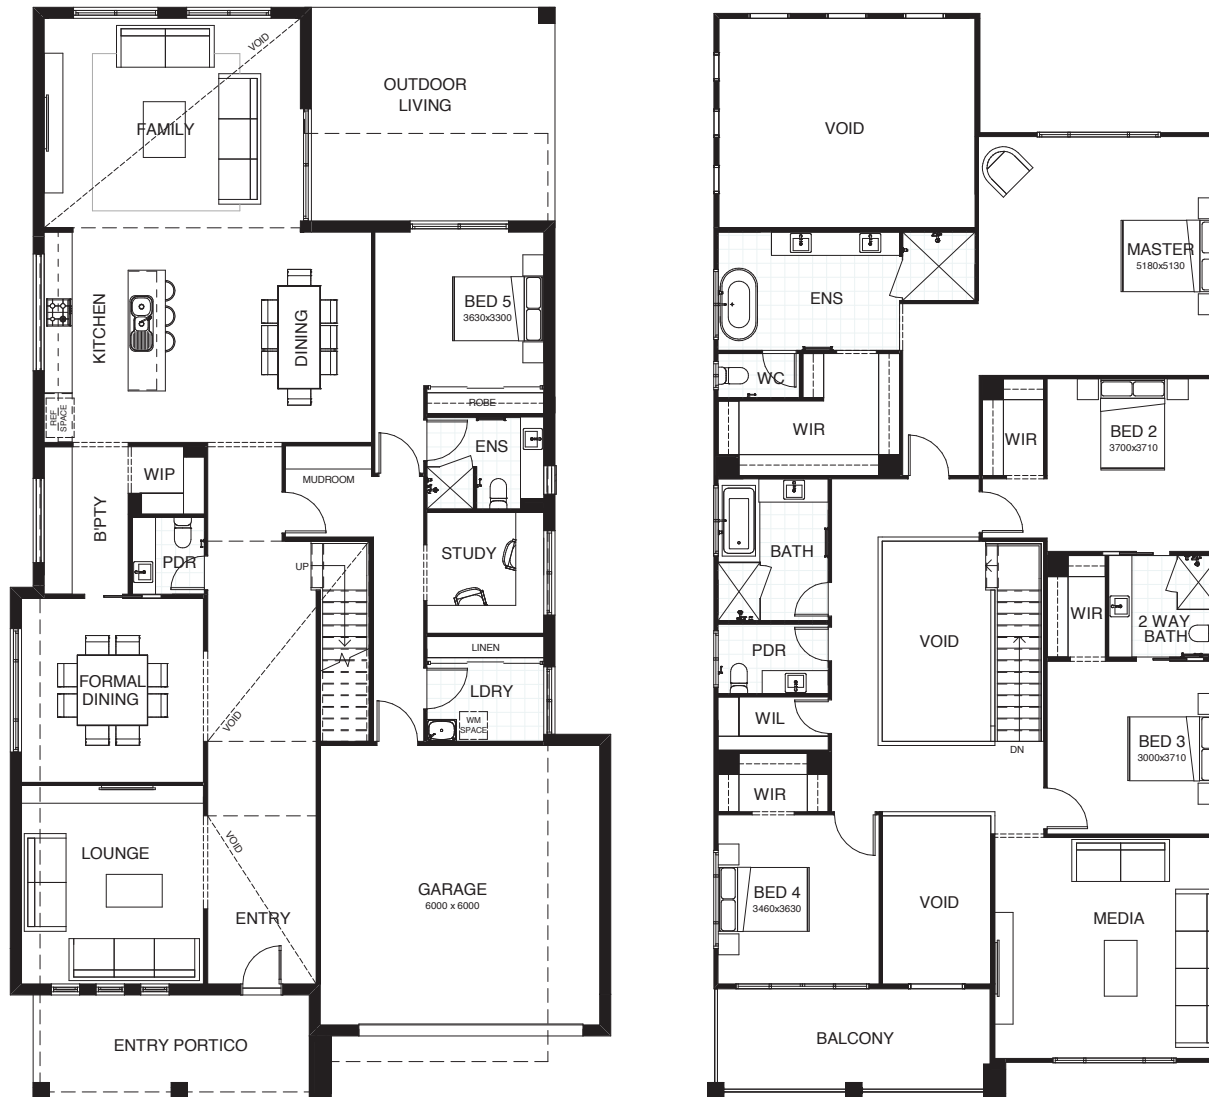 VOID
OUTDOOR
LIVING
FAMILY
KITCHEN
DINING
BED 5
3630x3300
ROBE
REF
SPACE
ENS
WIP
MUDROOM
B'PTY
PDR
STUDY
UP
LINEN
LDRY
WM
SPACE
FORMAL
DINING
VOID
VOID
LOUNGE
ENTRY
GARAGE
6000 x 6000
ENTRY PORTICO
VOID
MASTER
5180x5130
ENS
WC
WIR
WIR
BED 2
3700x3710
BATH
WIR
2 WAY
BATH
VOID
PDR
WIL
DN
BED 3
3000x3710
WIR
BED 4
3460x3630
VOID
MEDIA
BALCONY